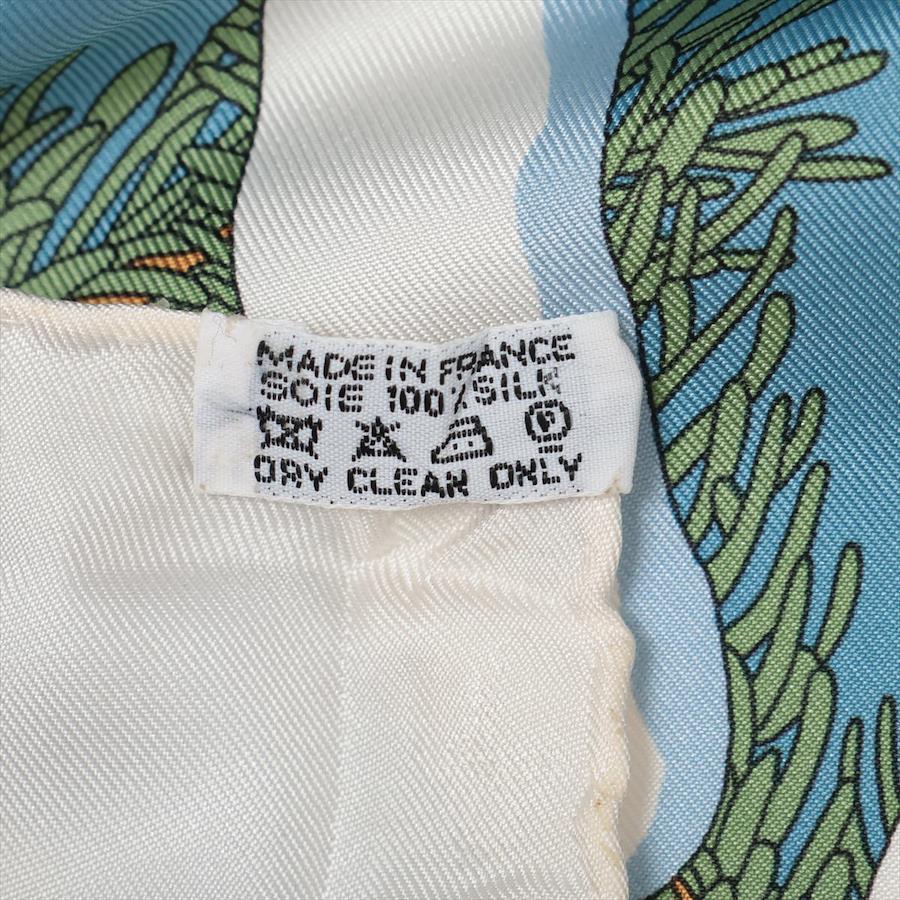 MADE IN FRANCE
SOIE 100% SILK
P
DRY CLEAN ONLY